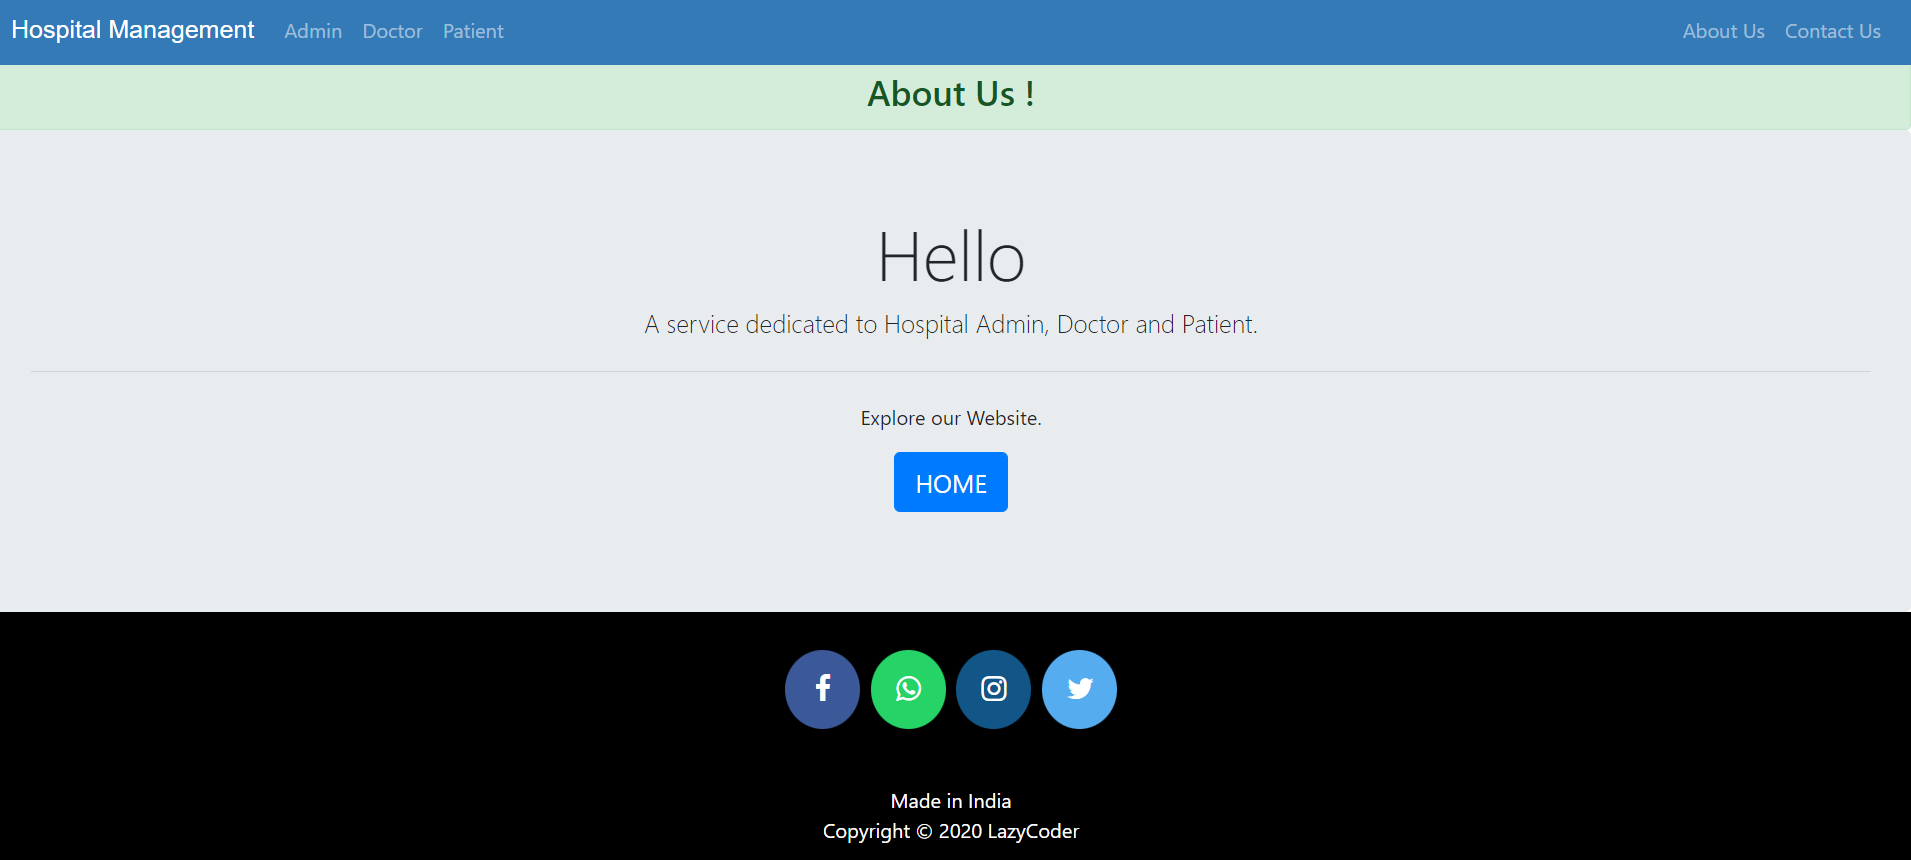 Hospital Management Admin Doctor Patient About Us Contact Us
About Us !
Hello
A service dedicated to Hospital Admin, Doctor and Patient.
Explore our Website.
HOME
Made in India
Copyright © 2020 LazyCoder